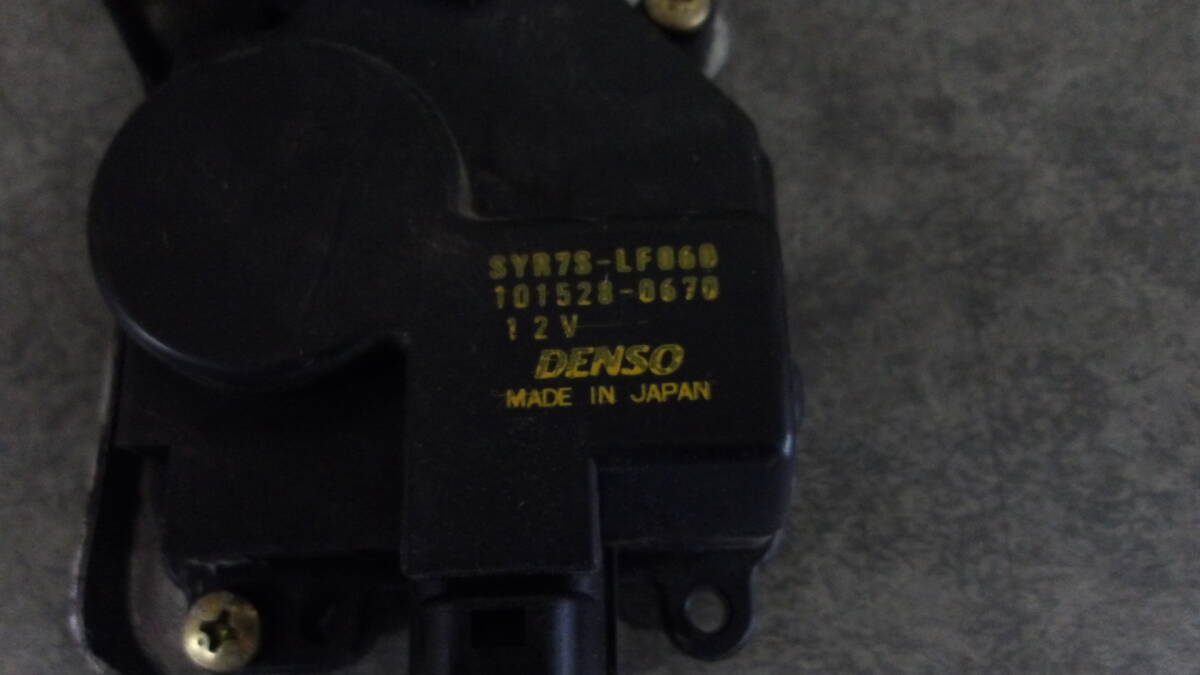 SYR7S-LF060
101528-0670
12V
DENSO
MADE IN JAPAN